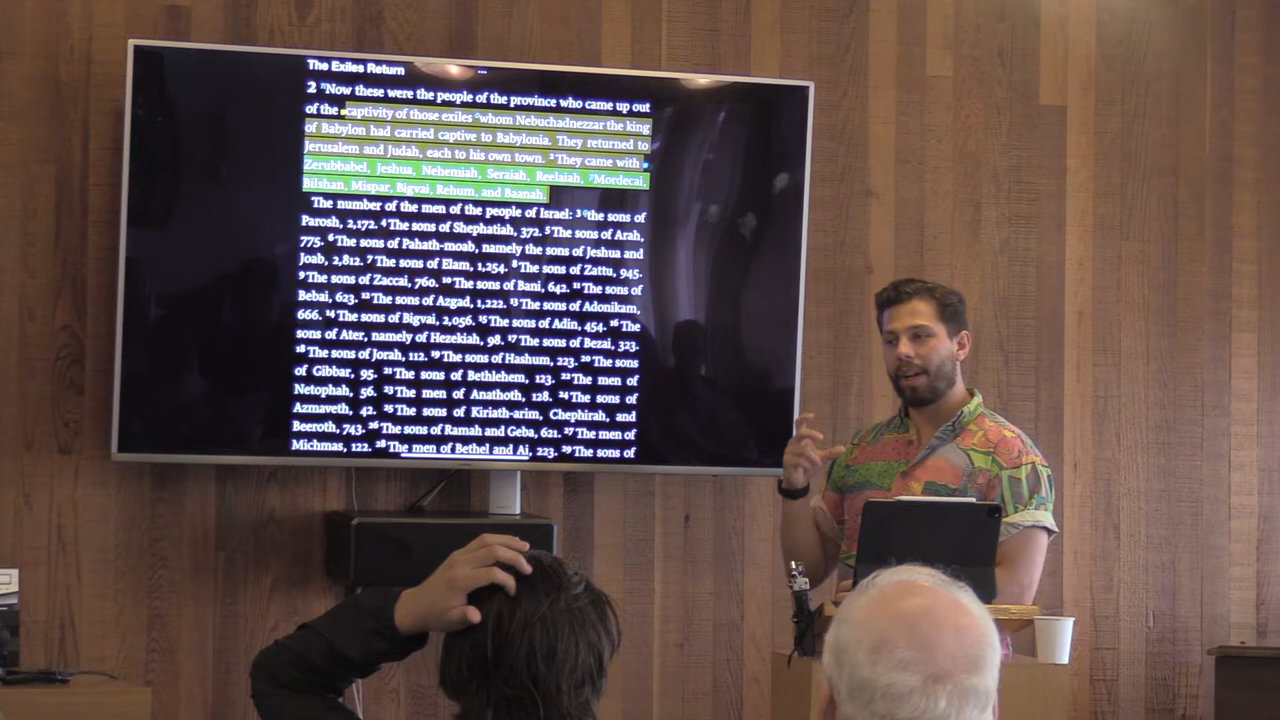 The Exiles Return ...
2 ⁿNow these were the people of the province who came up out
of the captivity of those exiles ᵒwhom Nebuchadnezzar the king
of Babylon had carried captive to Babylonia. They returned to
Jerusalem and Judah, each to his own town. ² They came with
Zerubbabel, Jeshua, Nehemiah, Seraiah, Reelaiah, ᵖMordecai,
Bilshan, Mispar, Bigvai, Rehum, and Baanah.
The number of the men of the people of Israel: 3 ᑫthe sons of
Parosh, 2,172. ⁴ The sons of Shephatiah, 372. ⁵ The sons of Arah,
775. ⁶ The sons of Pahath-moab, namely the sons of Jeshua and
Joab, 2,812. ⁷ The sons of Elam, 1,254. ⁸ The sons of Zattu, 945.
⁹ The sons of Zaccai, 760. ¹⁰ The sons of Bani, 642. ¹¹ The sons of
Bebai, 623. ¹² The sons of Azgad, 1,222. ¹³ The sons of Adonikam,
666. ¹⁴ The sons of Bigvai, 2,056. ¹⁵ The sons of Adin, 454. ¹⁶ The
sons of Ater, namely of Hezekiah, 98. ¹⁷ The sons of Bezai, 323.
¹⁸ The sons of Jorah, 112. ¹⁹ The sons of Hashum, 223. ²⁰ The sons
of Gibbar, 95. ²¹ The sons of Bethlehem, 123. ²² The men of
Netophah, 56. ²³ The men of Anathoth, 128. ²⁴ The sons of
Azmaveth, 42. ²⁵ The sons of Kiriath-arim, Chephirah, and
Beeroth, 743. ²⁶ The sons of Ramah and Geba, 621. ²⁷ The men of
Michmas, 122. ²⁸ The men of Bethel and Ai, 223. ²⁹ The sons of